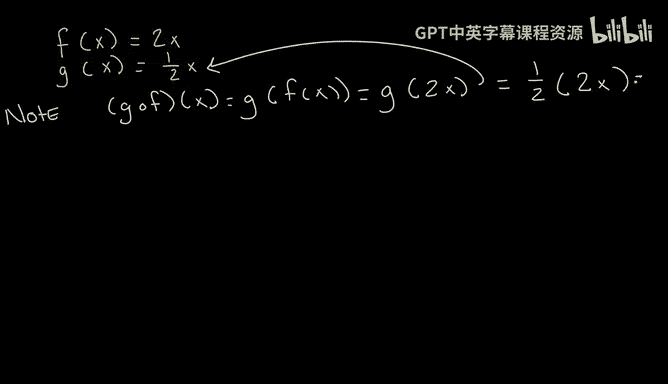 GPT中英字幕课程资源 bilibili
f(x) = 2x
g(x) = 1/2 x
Note (g∘f)(x) = g(f(x)) = g(2x) = 1/2 (2x) =